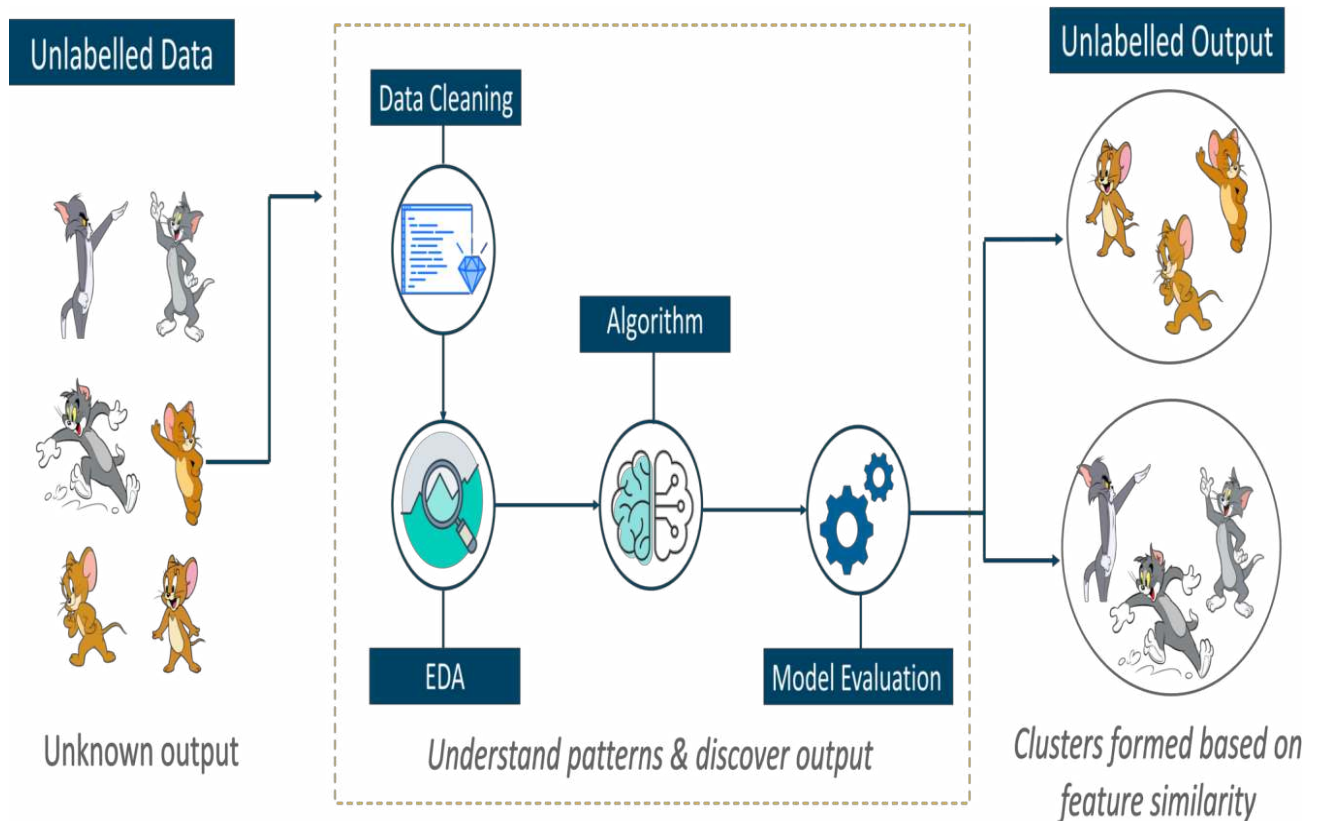 Unlabelled Data
Unknown output
Data Cleaning
EDA
Algorithm
Model Evaluation
Understand patterns & discover output
Unlabelled Output
Clusters formed based on
feature similarity